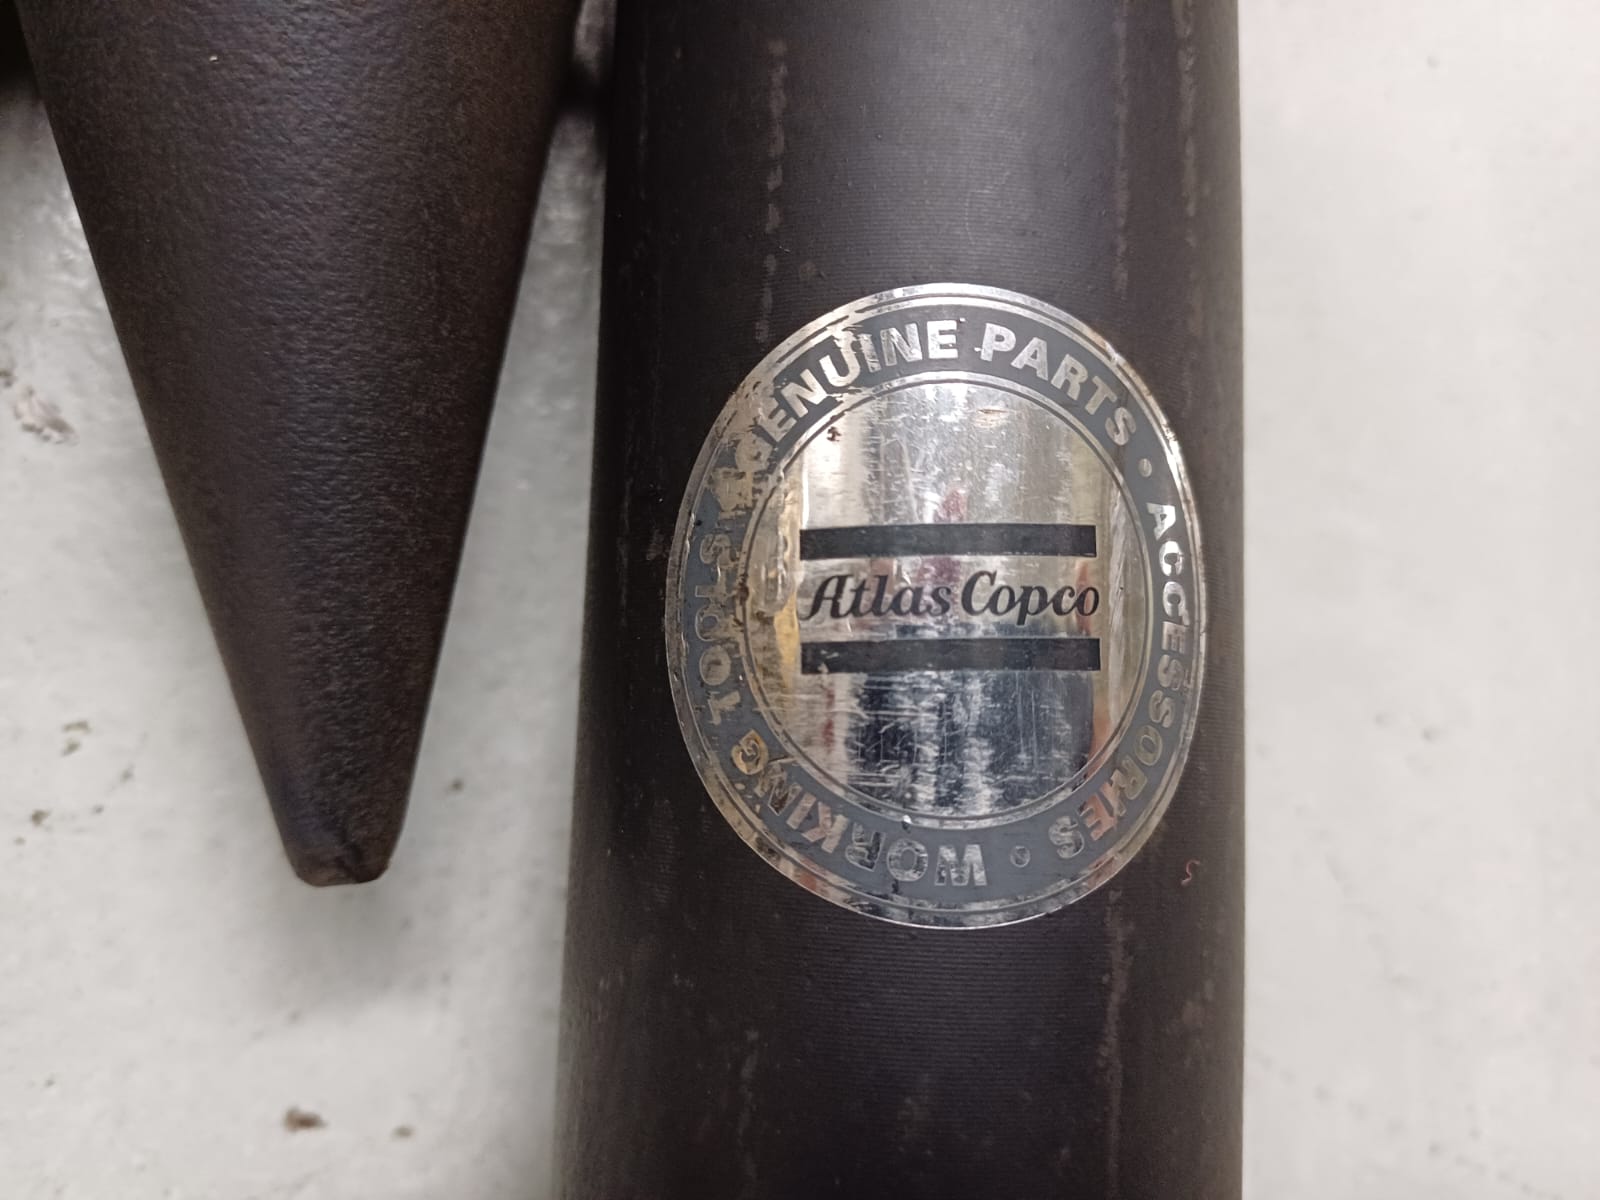 GENUINE PARTS • ACCESSORIES • WORKING TOOLS
Atlas Copco